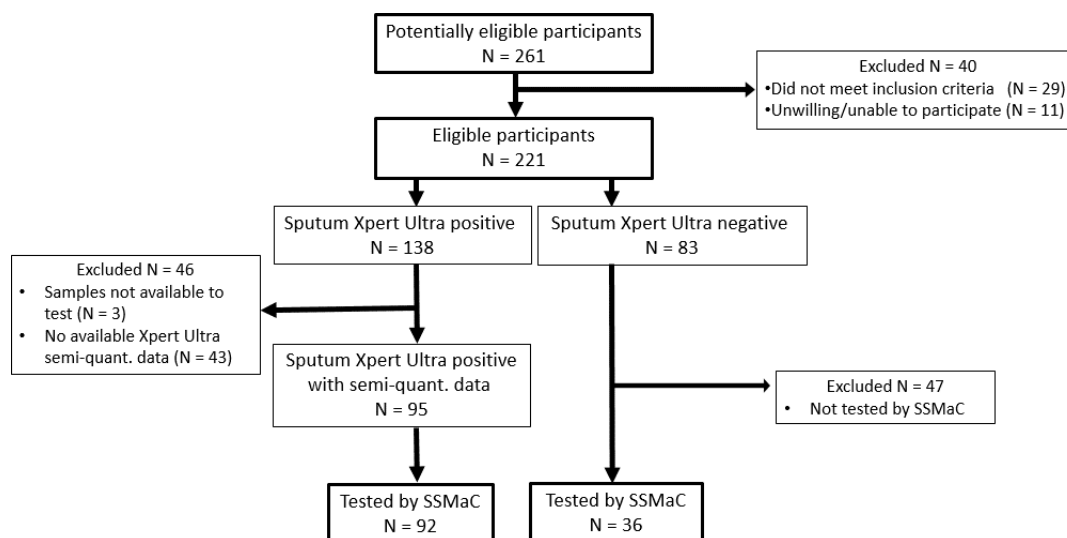 Potentially eligible participants
N = 261
Excluded N = 40
•Did not meet inclusion criteria (N = 29)
•Unwilling/unable to participate (N = 11)
Eligible participants
N = 221
Sputum Xpert Ultra positive
N = 138
Sputum Xpert Ultra negative
N = 83
Excluded N = 46
• Samples not available to
test (N = 3)
• No available Xpert Ultra
semi-quant. data (N = 43)
Sputum Xpert Ultra positive
with semi-quant. data
N = 95
Excluded N = 47
• Not tested by SSMaC
Tested by SSMaC
N = 92
Tested by SSMaC
N = 36